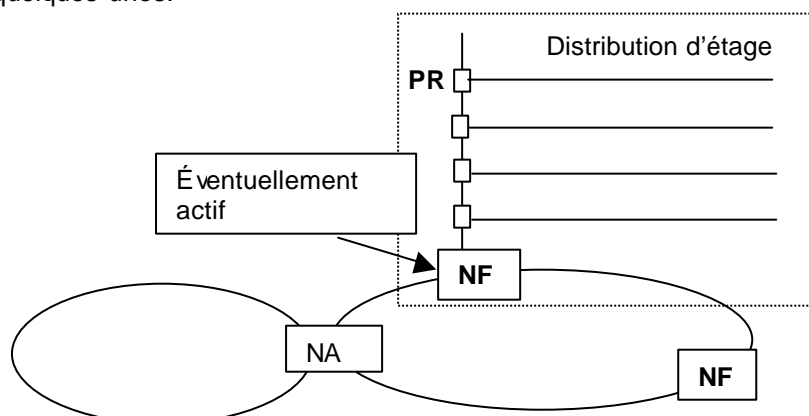 quelques-unes.
Distribution d'étage
PR
Éventuellement
actif
NF
NA
NF